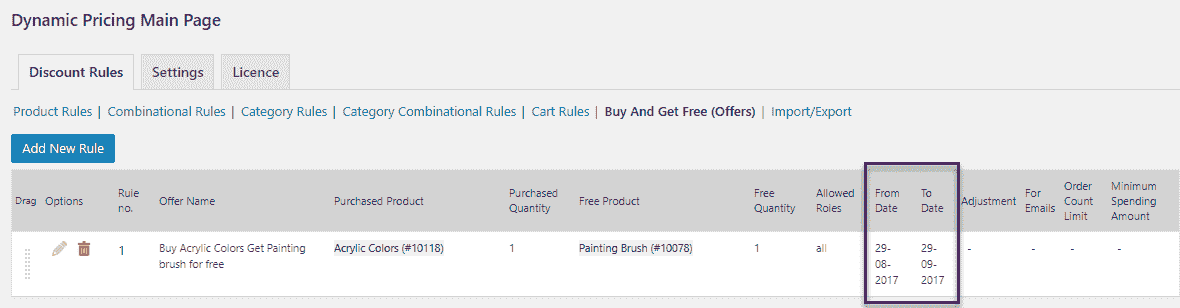 Dynamic Pricing Main Page
Discount Rules Settings Licence
Product Rules | Combinational Rules | Category Rules | Category Combinational Rules | Cart Rules | Buy And Get Free (Offers) | Import/Export
Add New Rule
Drag
Options
Rule
no.
Offer Name
Purchased Product
Purchased
Quantity
Free Product
Free
Quantity
Allowed
Roles
From
Date
To
Date
Adjustment
For
Emails
Order
Count
Limit
Minimum
Spending
Amount
1
Buy Acrylic Colors Get Painting
brush for free
Acrylic Colors (#10118)
1
Painting Brush (#10078)
1
all
29-
08-
2017
29-
09-
2017
-
-
-
-